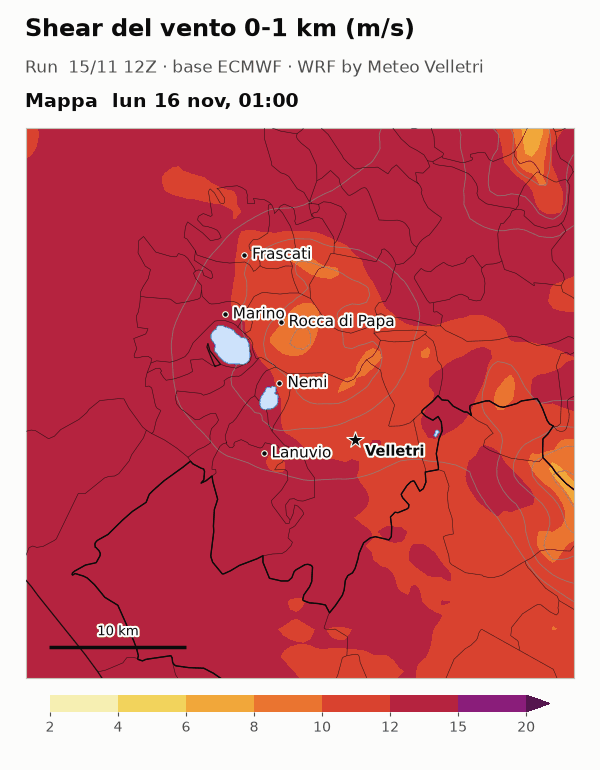 Shear del vento 0-1 km (m/s)
Run  15/11 12Z · base ECMWF · WRF by Meteo Velletri
Mappa  lun 16 nov, 01:00
Frascati
Marino
Rocca di Papa
Nemi
Velletri
Lanuvio
10 km
2 4 6 8 10 12 15 20